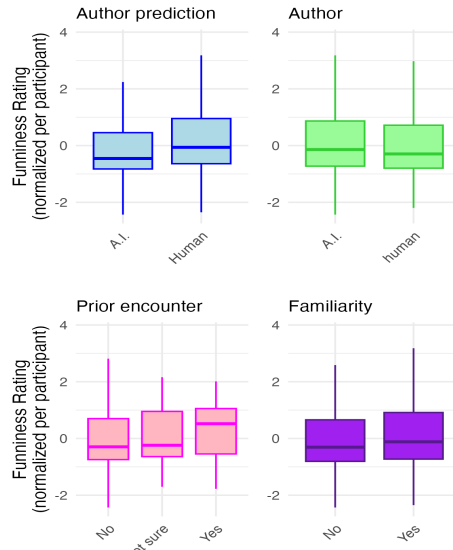 Author prediction
Author
Funniness Rating
(normalized per participant)
4
2
0
-2
A.I.
Human
4
2
0
-2
A.I.
human
Prior encounter
Familiarity
Funniness Rating
(normalized per participant)
4
2
0
-2
No
ot sure
Yes
4
2
0
-2
No
Yes